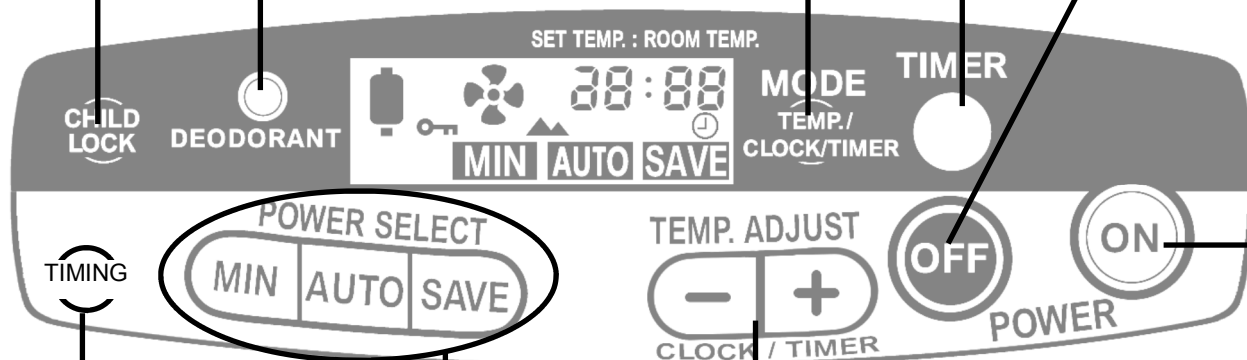 SET TEMP. : ROOM TEMP.
CHILD
LOCK
DEODORANT
28:88
MIN AUTO SAVE
MODE
TEMP./
CLOCK/TIMER
TIMER
TIMING
POWER SELECT
MIN AUTO SAVE
TEMP. ADJUST
− +
CLOCK / TIMER
OFF
ON
POWER